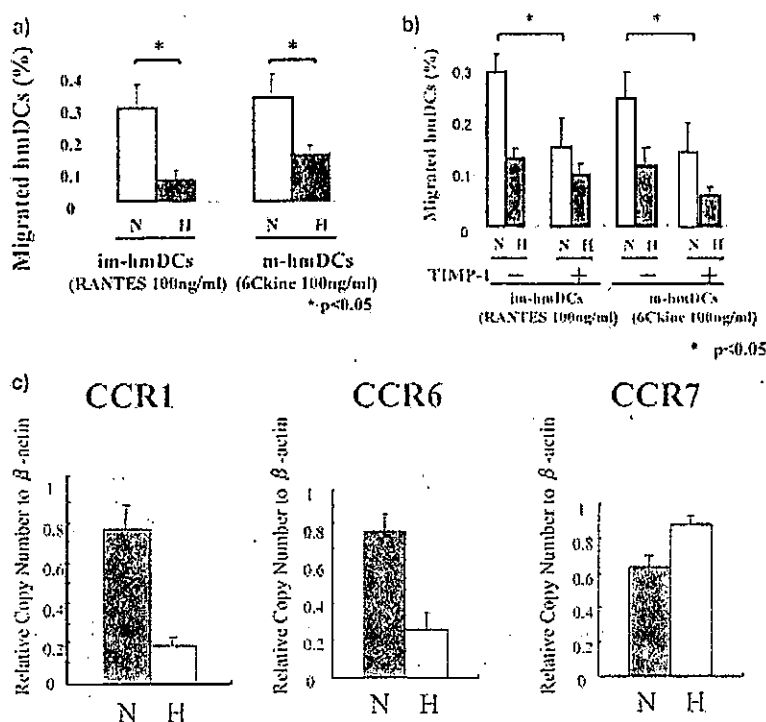 a)
Migrated hmDCs (%)
0.4
0.3
0.2
0.1
0
*
*
N H N H
im-hmDCs m-hmDCs
(RANTES 100ng/ml) (6Ckine 100ng/ml)
* p<0.05
b)
Migrated hmDCs (%)
0.3
0.2
0.1
0
*
*
N H N H N H N H
TIMP-1 − + − +
im-hmDCs m-hmDCs
(RANTES 100ng/ml) (6Ckine 100ng/ml)
* p<0.05
c)
CCR1
Relative Copy Number to β-actin
1
0.8
0.6
0.4
0.2
0
N H
CCR6
Relative Copy Number to β-actin
1
0.8
0.6
0.4
0.2
0
N H
CCR7
Relative Copy Number to β-actin
1
0.8
0.6
0.4
0.2
0
N H